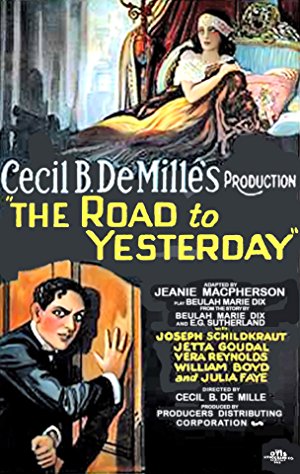 Cecil B. DeMille's PRODUCTION
"THE ROAD to
YESTERDAY"
ADAPTED BY
JEANIE MACPHERSON
PLAY BEULAH MARIE DIX
FROM THE STORY BY
BEULAH MARIE DIX
AND E.G. SUTHERLAND
with
JOSEPH SCHILDKRAUT
JETTA GOUDAL
VERA REYNOLDS
WILLIAM BOYD
and JULIA FAYE
DIRECTED BY
CECIL B. DE MILLE
PRODUCED BY
PRODUCERS DISTRIBUTING
CORPORATION